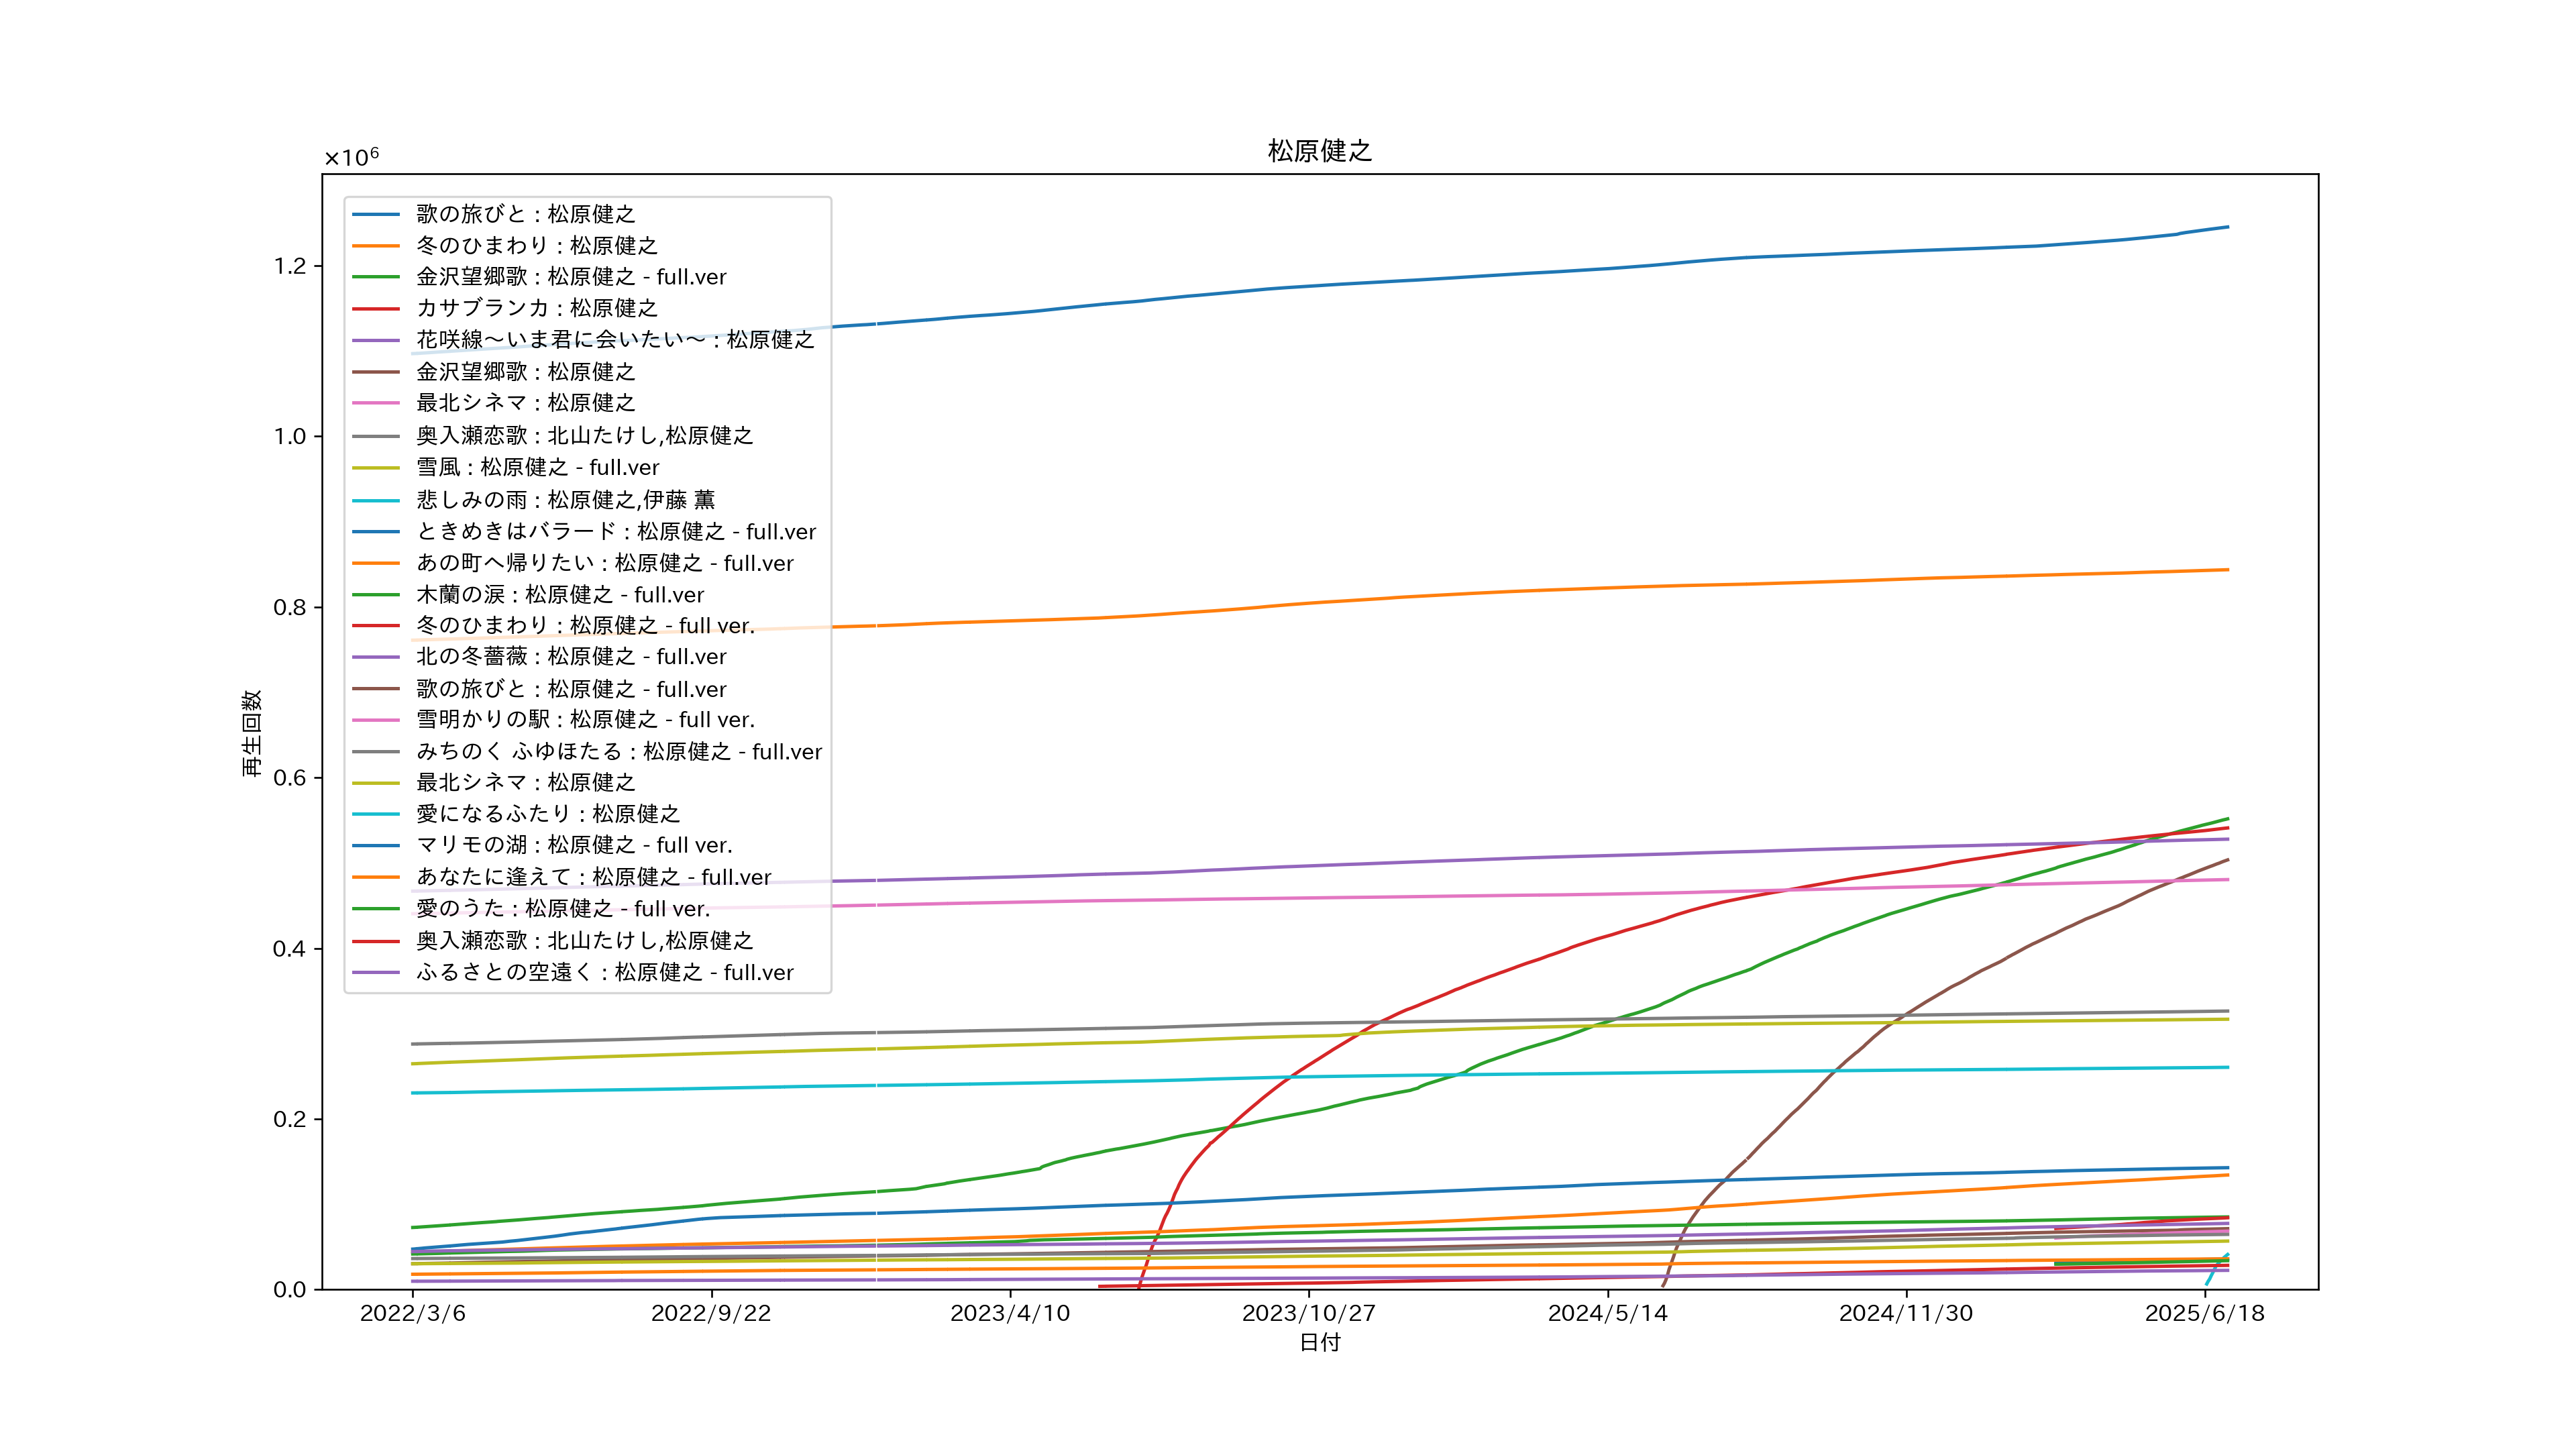 松原健之
×10⁶
歌の旅びと : 松原健之
冬のひまわり : 松原健之
金沢望郷歌 : 松原健之 - full.ver
カサブランカ : 松原健之
花咲線～いま君に会いたい～ : 松原健之
金沢望郷歌 : 松原健之
最北シネマ : 松原健之
奥入瀬恋歌 : 北山たけし,松原健之
雪風 : 松原健之 - full.ver
悲しみの雨 : 松原健之,伊藤 薫
ときめきはバラード : 松原健之 - full.ver
あの町へ帰りたい : 松原健之 - full.ver
木蘭の涙 : 松原健之 - full.ver
冬のひまわり : 松原健之 - full ver.
北の冬薔薇 : 松原健之 - full.ver
歌の旅びと : 松原健之 - full.ver
雪明かりの駅 : 松原健之 - full ver.
みちのく ふゆほたる : 松原健之 - full.ver
最北シネマ : 松原健之
愛になるふたり : 松原健之
マリモの湖 : 松原健之 - full ver.
あなたに逢えて : 松原健之 - full.ver
愛のうた : 松原健之 - full ver.
奥入瀬恋歌 : 北山たけし,松原健之
ふるさとの空遠く : 松原健之 - full.ver
1.2
1.0
0.8
0.6
0.4
0.2
0.0
再生回数
2022/3/6 2022/9/22 2023/4/10 2023/10/27 2024/5/14 2024/11/30 2025/6/18
日付